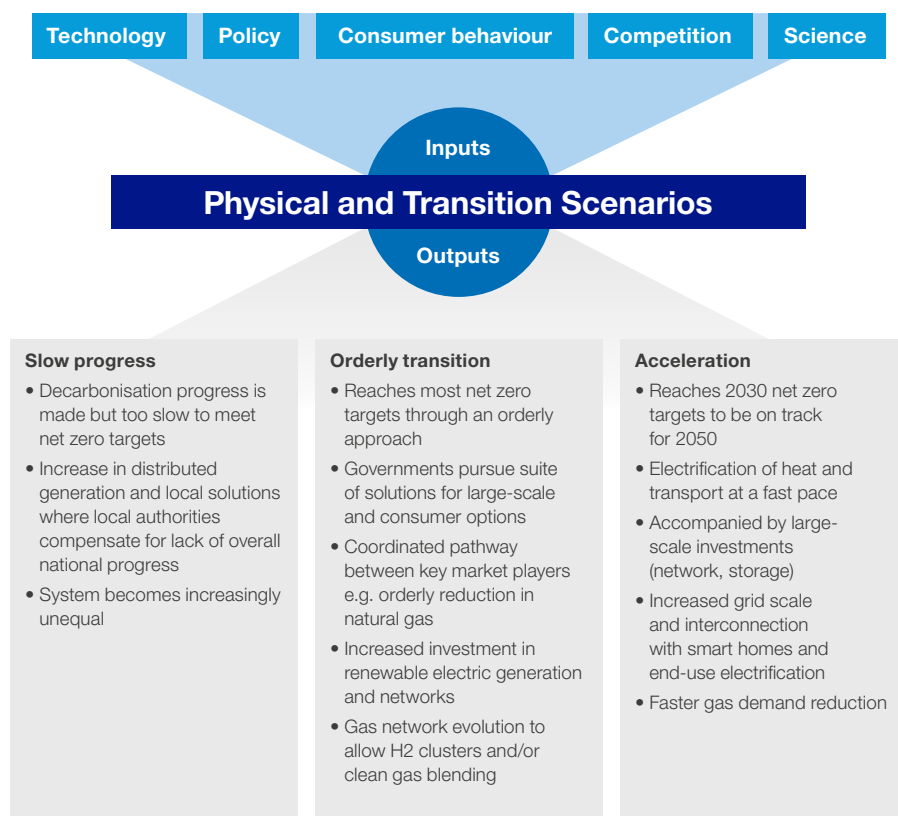 Technology
Policy
Consumer behaviour
Competition
Science
Inputs
Physical and Transition Scenarios
Outputs
Slow progress
• Decarbonisation progress is
made but too slow to meet
net zero targets
• Increase in distributed
generation and local solutions
where local authorities
compensate for lack of overall
national progress
• System becomes increasingly
unequal
Orderly transition
• Reaches most net zero
targets through an orderly
approach
• Governments pursue suite
of solutions for large-scale
and consumer options
• Coordinated pathway
between key market players
e.g. orderly reduction in
natural gas
• Increased investment in
renewable electric generation
and networks
• Gas network evolution to
allow H2 clusters and/or
clean gas blending
Acceleration
• Reaches 2030 net zero
targets to be on track
for 2050
• Electrification of heat and
transport at a fast pace
• Accompanied by large-
scale investments
(network, storage)
• Increased grid scale
and interconnection
with smart homes and
end-use electrification
• Faster gas demand reduction